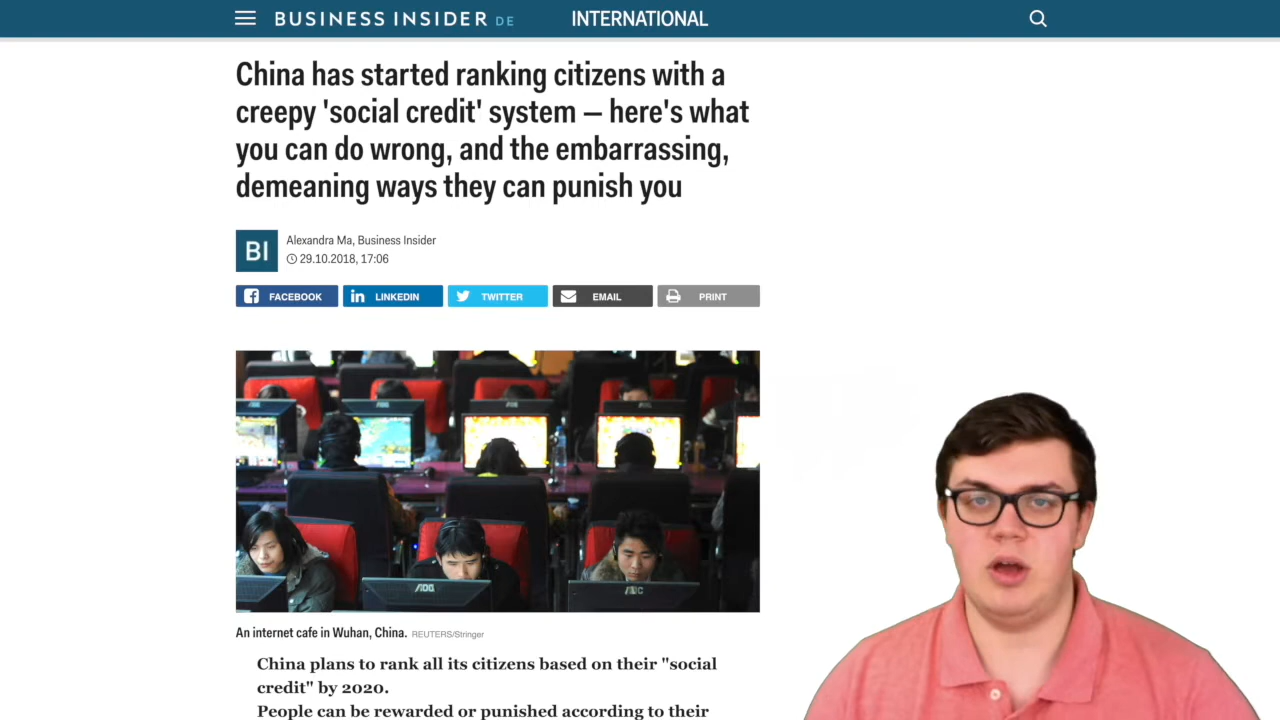 BUSINESS INSIDER DE
INTERNATIONAL
China has started ranking citizens with a
creepy 'social credit' system — here's what
you can do wrong, and the embarrassing,
demeaning ways they can punish you
BI
Alexandra Ma, Business Insider
29.10.2018, 17:06
FACEBOOK
LINKEDIN
TWITTER
EMAIL
PRINT
An internet cafe in Wuhan, China. REUTERS/Stringer
China plans to rank all its citizens based on their "social
credit" by 2020.
People can be rewarded or punished according to their